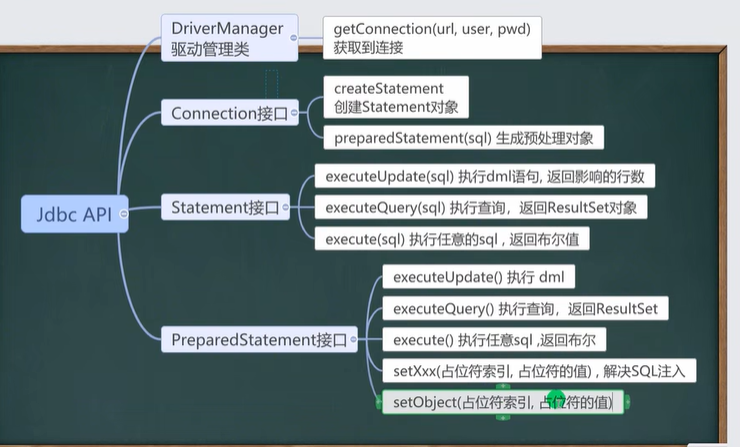 DriverManager
驱动管理类
getConnection(url, user, pwd)
获取到连接
Connection接口
createStatement
创建Statement对象
preparedStatement(sql) 生成预处理对象
Jdbc API
Statement接口
executeUpdate(sql) 执行dml语句, 返回影响的行数
executeQuery(sql) 执行查询，返回ResultSet对象
execute(sql) 执行任意的sql , 返回布尔值
PreparedStatement接口
executeUpdate() 执行 dml
executeQuery() 执行查询，返回ResultSet
execute() 执行任意sql ,返回布尔
setXxx(占位符索引, 占位符的值) , 解决SQL注入
setObject(占位符索引, 占位符的值)